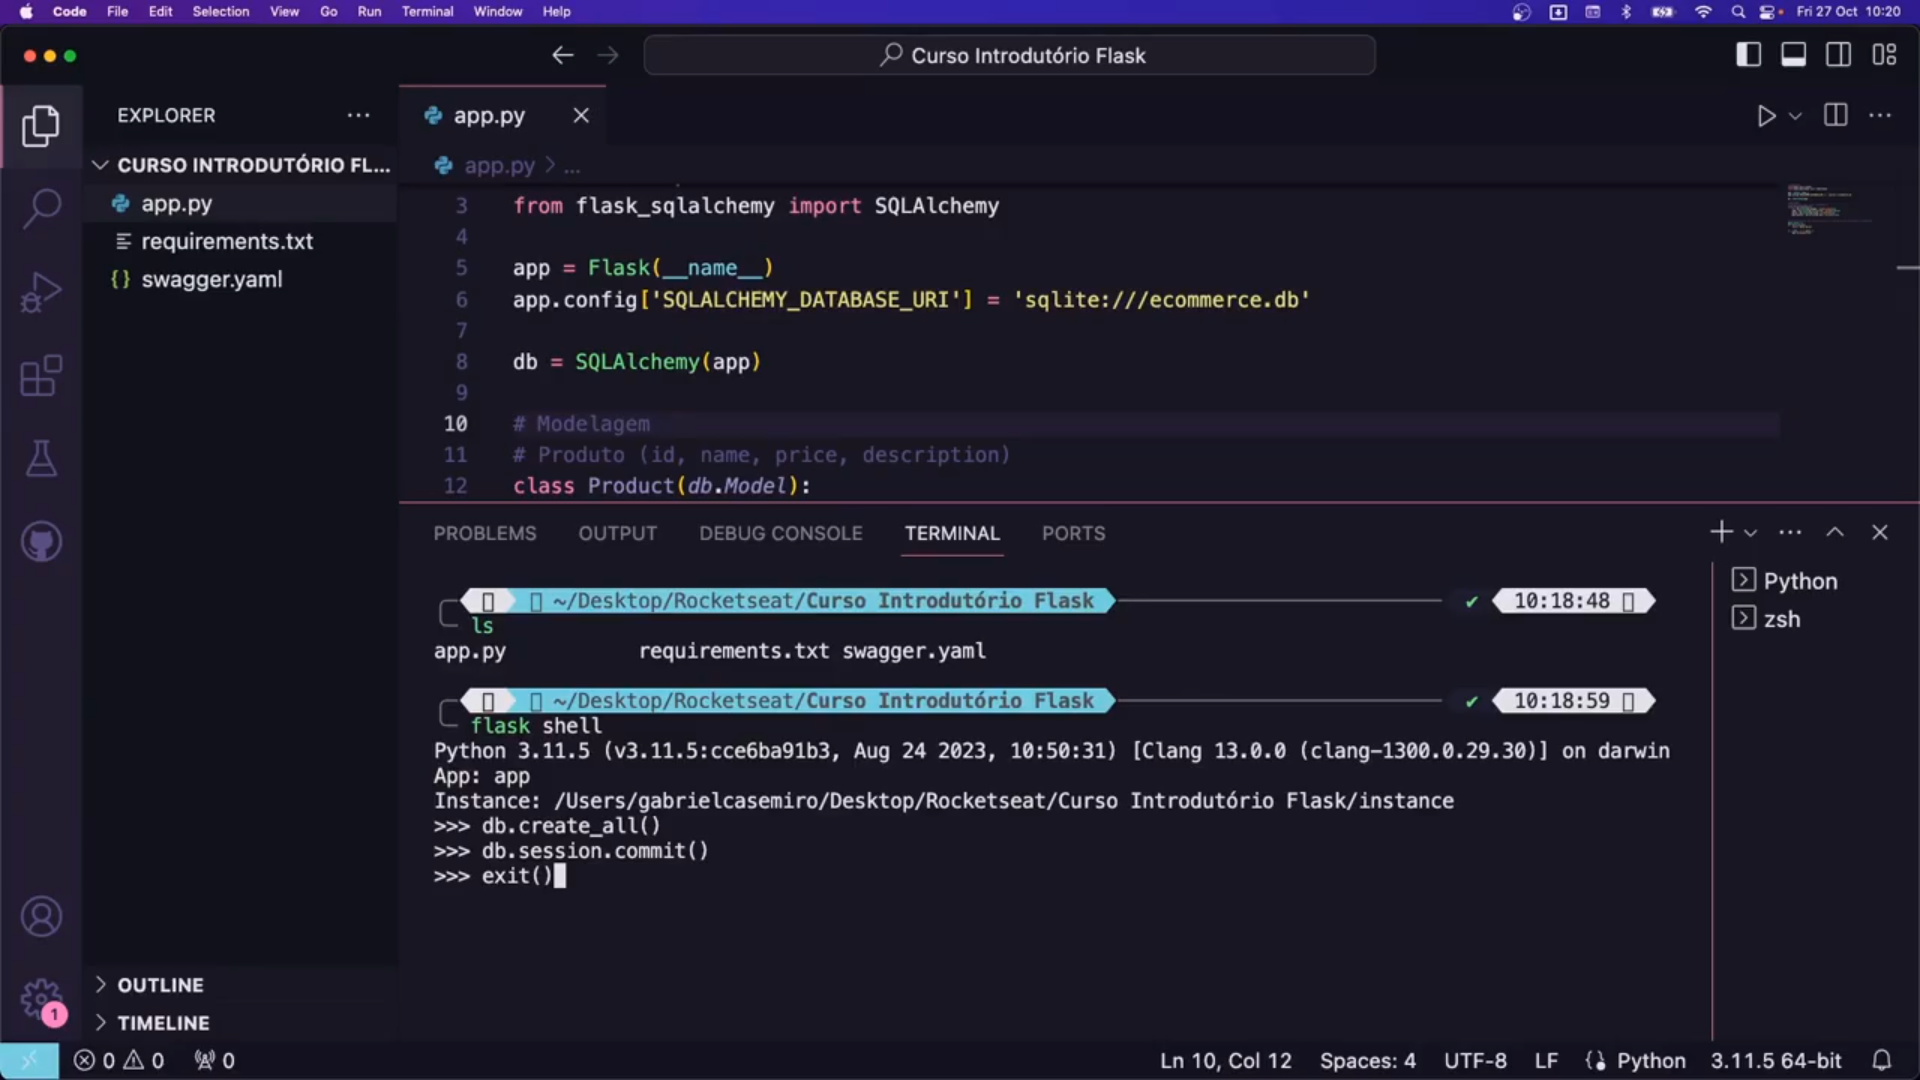 Code File Edit Selection View Go Run Terminal Window Help Fri 27 Oct 10:20
Curso Introdutório Flask
EXPLORER
CURSO INTRODUTÓRIO FL...
app.py
requirements.txt
swagger.yaml
OUTLINE
TIMELINE
app.py
app.py > ...
3 from flask_sqlalchemy import SQLAlchemy
4
5 app = Flask(__name__)
6 app.config['SQLALCHEMY_DATABASE_URI'] = 'sqlite:///ecommerce.db'
7
8 db = SQLAlchemy(app)
9
10 # Modelagem
11 # Produto (id, name, price, description)
12 class Product(db.Model):
PROBLEMS OUTPUT DEBUG CONSOLE TERMINAL PORTS
~/Desktop/Rocketseat/Curso Introdutório Flask ✔ 10:18:48
ls
app.py requirements.txt swagger.yaml
~/Desktop/Rocketseat/Curso Introdutório Flask ✔ 10:18:59
flask shell
Python 3.11.5 (v3.11.5:cce6ba91b3, Aug 24 2023, 10:50:31) [Clang 13.0.0 (clang-1300.0.29.30)] on darwin
App: app
Instance: /Users/gabrielcasemiro/Desktop/Rocketseat/Curso Introdutório Flask/instance
>>> db.create_all()
>>> db.session.commit()
>>> exit()
Python
zsh
1
0 0 0 Ln 10, Col 12 Spaces: 4 UTF-8 LF Python 3.11.5 64-bit